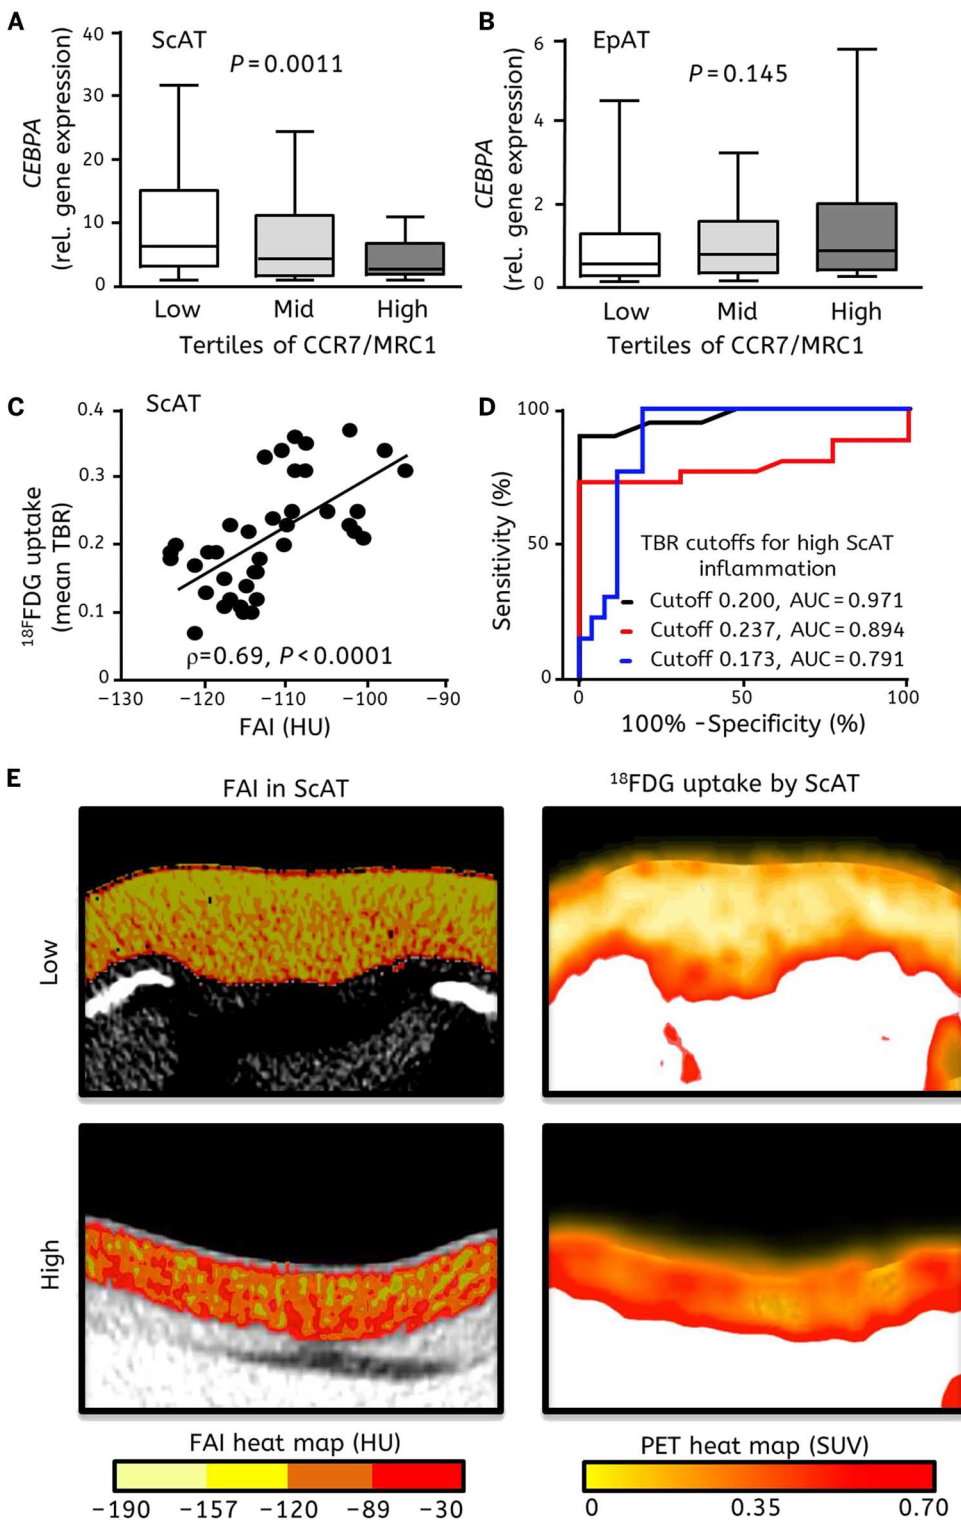 A
ScAT
P=0.0011
CEBPA
(rel. gene expression)
40
30
20
10
0
Low Mid High
Tertiles of CCR7/MRC1
B
EpAT
P=0.145
CEBPA
(rel. gene expression)
6
4
2
0
Low Mid High
Tertiles of CCR7/MRC1
C
ScAT
18FFDG uptake
(mean TBR)
0.4
0.3
0.2
0.1
0
ρ=0.69, P<0.0001
−130 −120 −110 −100 −90
FAI (HU)
D
Sensitivity (%)
100
50
0
TBR cutoffs for high ScAT
inflammation
Cutoff 0.200, AUC=0.971
Cutoff 0.237, AUC=0.894
Cutoff 0.173, AUC=0.791
0 50 100
100% -Specificity (%)
E
FAI in ScAT
18FDG uptake by ScAT
Low
High
FAI heat map (HU)
−190 −157 −120 −89 −30
PET heat map (SUV)
0 0.35 0.70